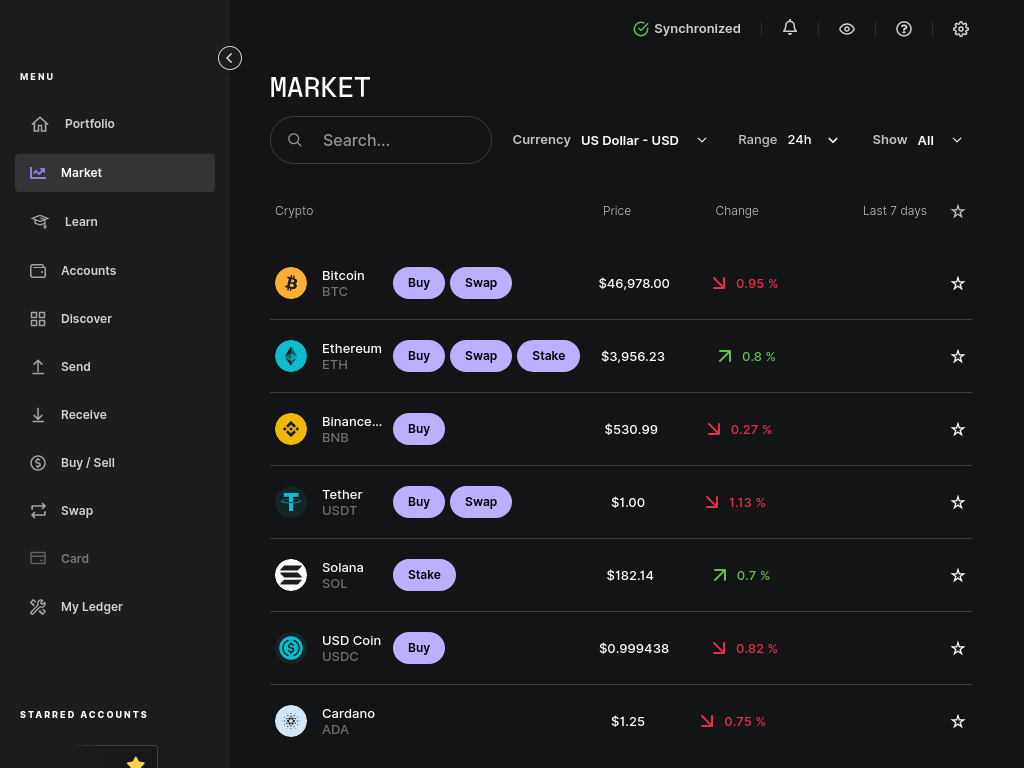 Synchronized
MENU
Portfolio
Market
Learn
Accounts
Discover
Send
Receive
Buy / Sell
Swap
Card
My Ledger
STARRED ACCOUNTS
MARKET
Search...
Currency US Dollar - USD
Range 24h
Show All
Crypto Price Change Last 7 days
Bitcoin
BTC
Buy Swap $46,978.00 0.95 %
Ethereum
ETH
Buy Swap Stake $3,956.23 0.8 %
Binance...
BNB
Buy $530.99 0.27 %
Tether
USDT
Buy Swap $1.00 1.13 %
Solana
SOL
Stake $182.14 0.7 %
USD Coin
USDC
Buy $0.999438 0.82 %
Cardano
ADA
$1.25 0.75 %